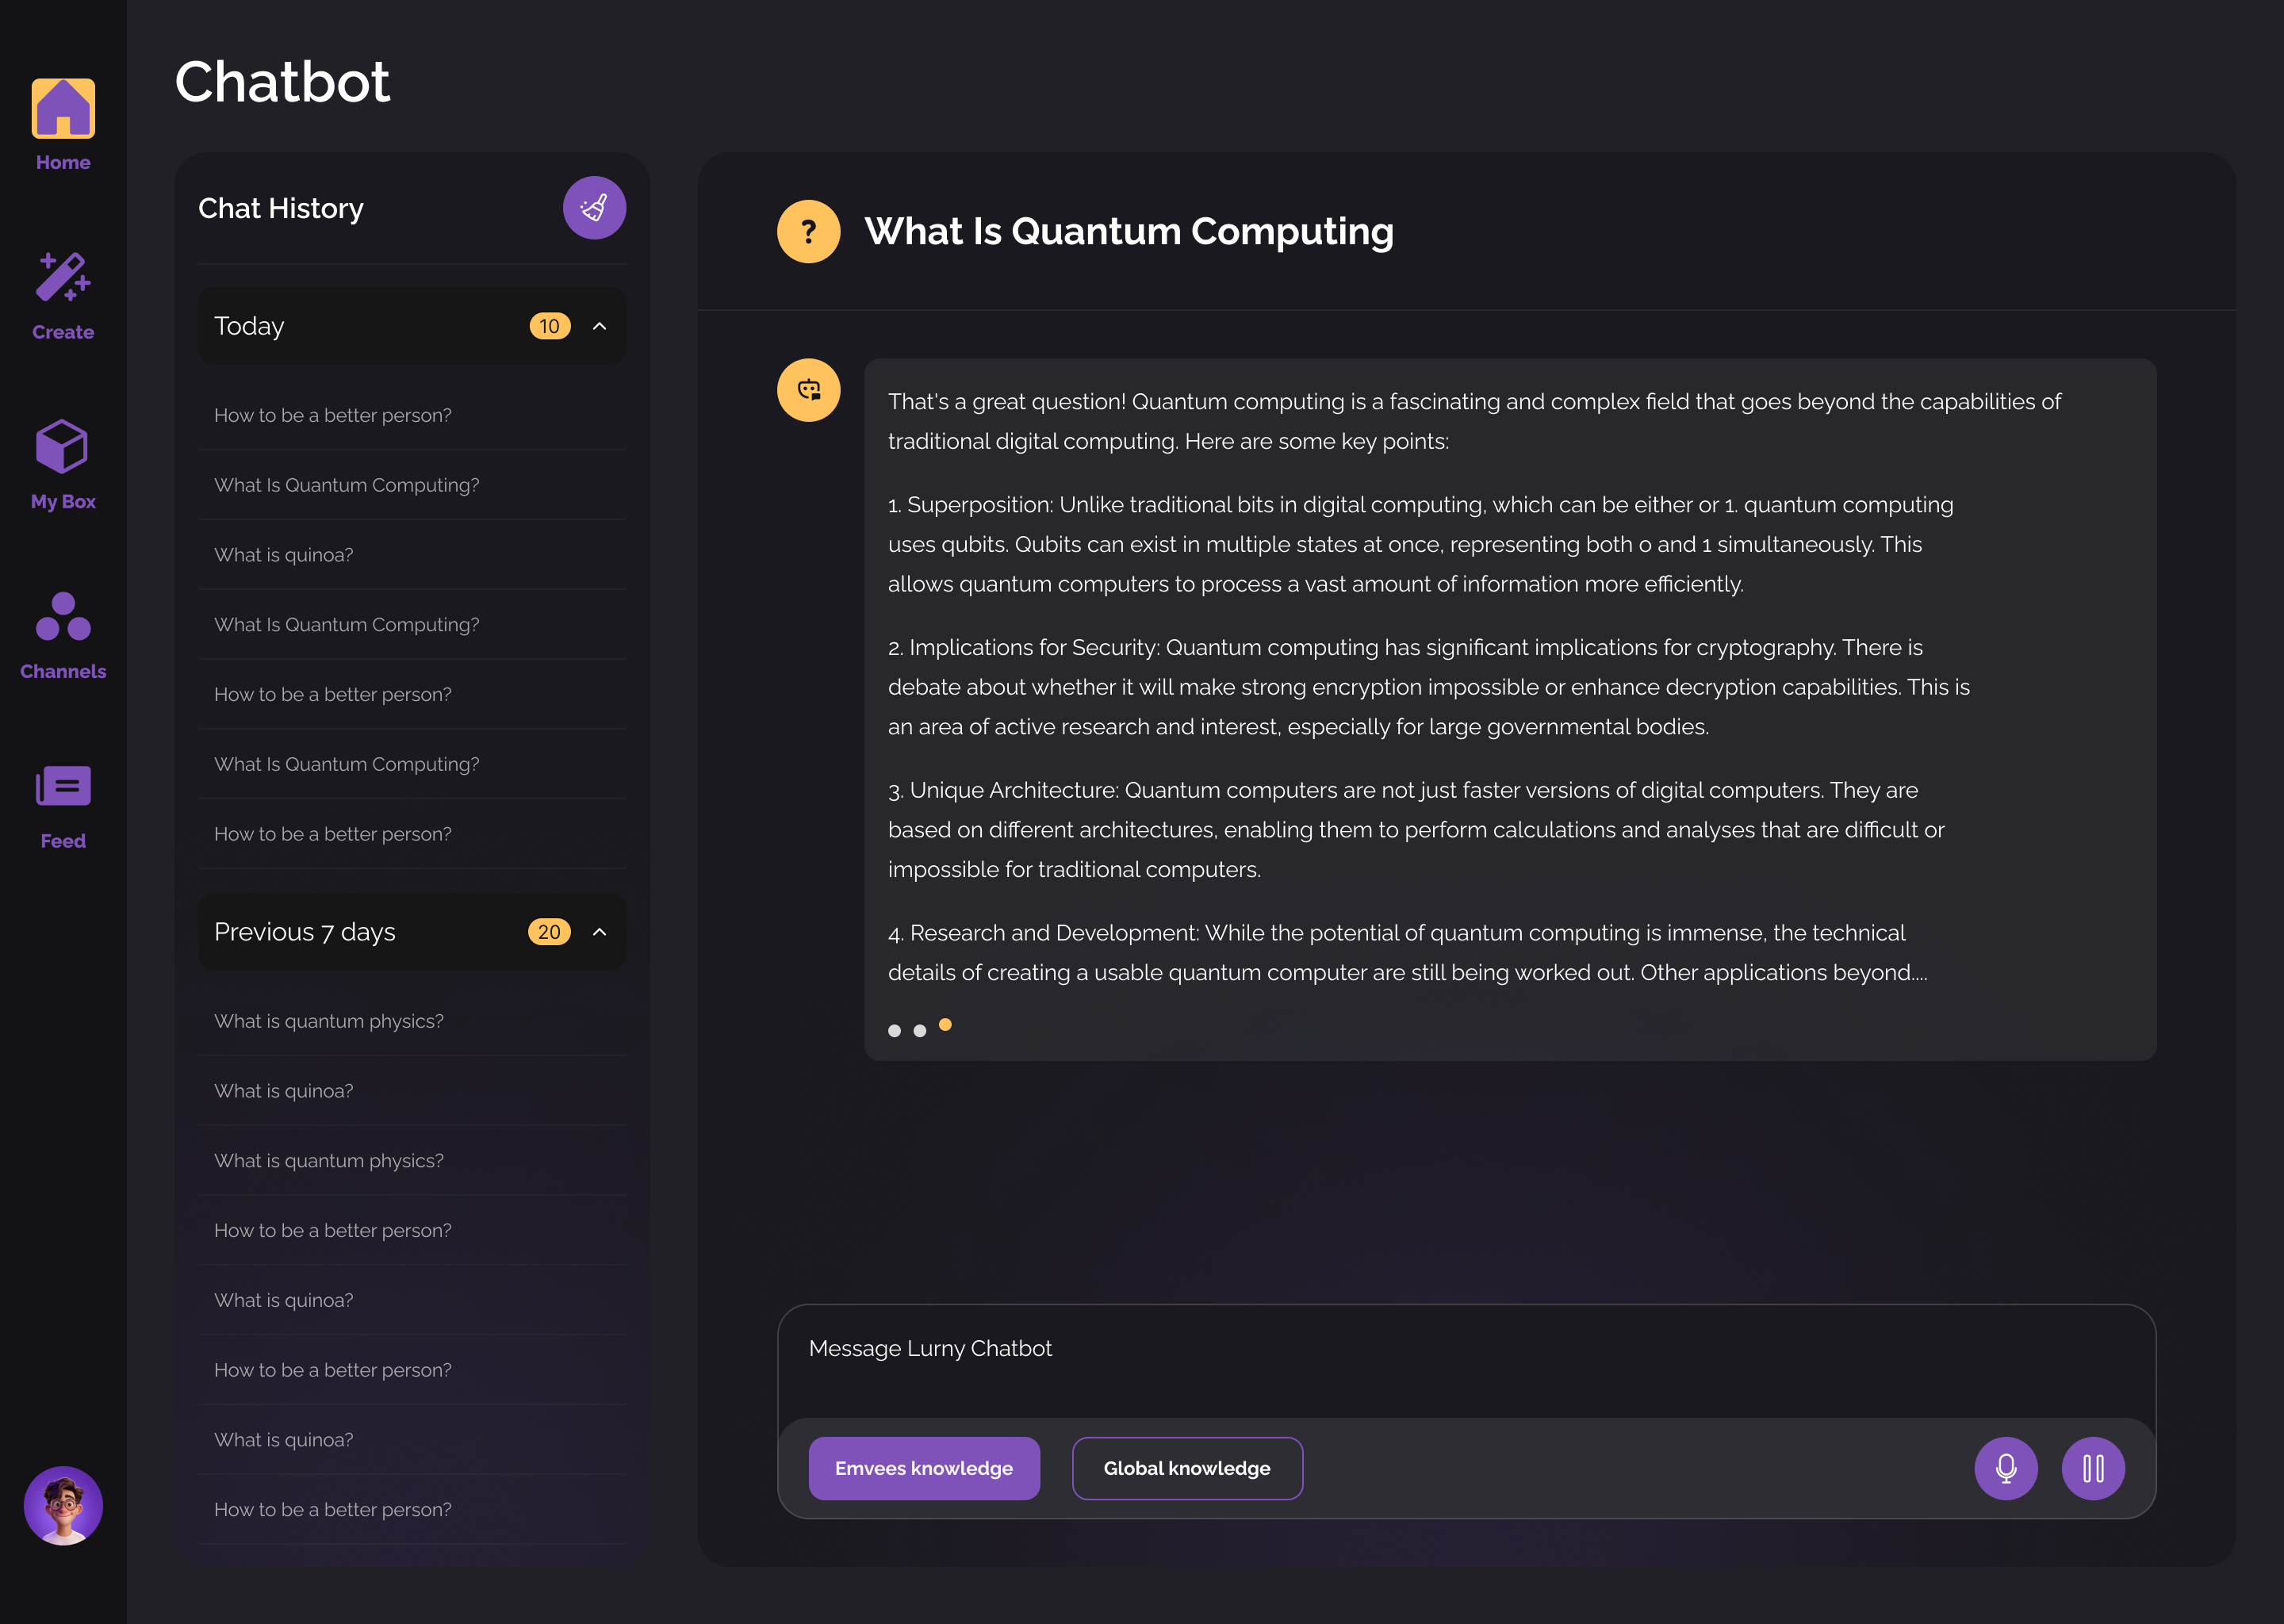 Home
Create
My Box
Channels
Feed
Chatbot
Chat History
Today
10
How to be a better person?
What Is Quantum Computing?
What is quinoa?
What Is Quantum Computing?
How to be a better person?
What Is Quantum Computing?
How to be a better person?
Previous 7 days
20
What is quantum physics?
What is quinoa?
What is quantum physics?
How to be a better person?
What is quinoa?
How to be a better person?
What is quinoa?
How to be a better person?
?
What Is Quantum Computing
That's a great question! Quantum computing is a fascinating and complex field that goes beyond the capabilities of
traditional digital computing. Here are some key points:
1. Superposition: Unlike traditional bits in digital computing, which can be either or 1. quantum computing
uses qubits. Qubits can exist in multiple states at once, representing both 0 and 1 simultaneously. This
allows quantum computers to process a vast amount of information more efficiently.
2. Implications for Security: Quantum computing has significant implications for cryptography. There is
debate about whether it will make strong encryption impossible or enhance decryption capabilities. This is
an area of active research and interest, especially for large governmental bodies.
3. Unique Architecture: Quantum computers are not just faster versions of digital computers. They are
based on different architectures, enabling them to perform calculations and analyses that are difficult or
impossible for traditional computers.
4. Research and Development: While the potential of quantum computing is immense, the technical
details of creating a usable quantum computer are still being worked out. Other applications beyond....
Message Lurny Chatbot
Emvees knowledge
Global knowledge